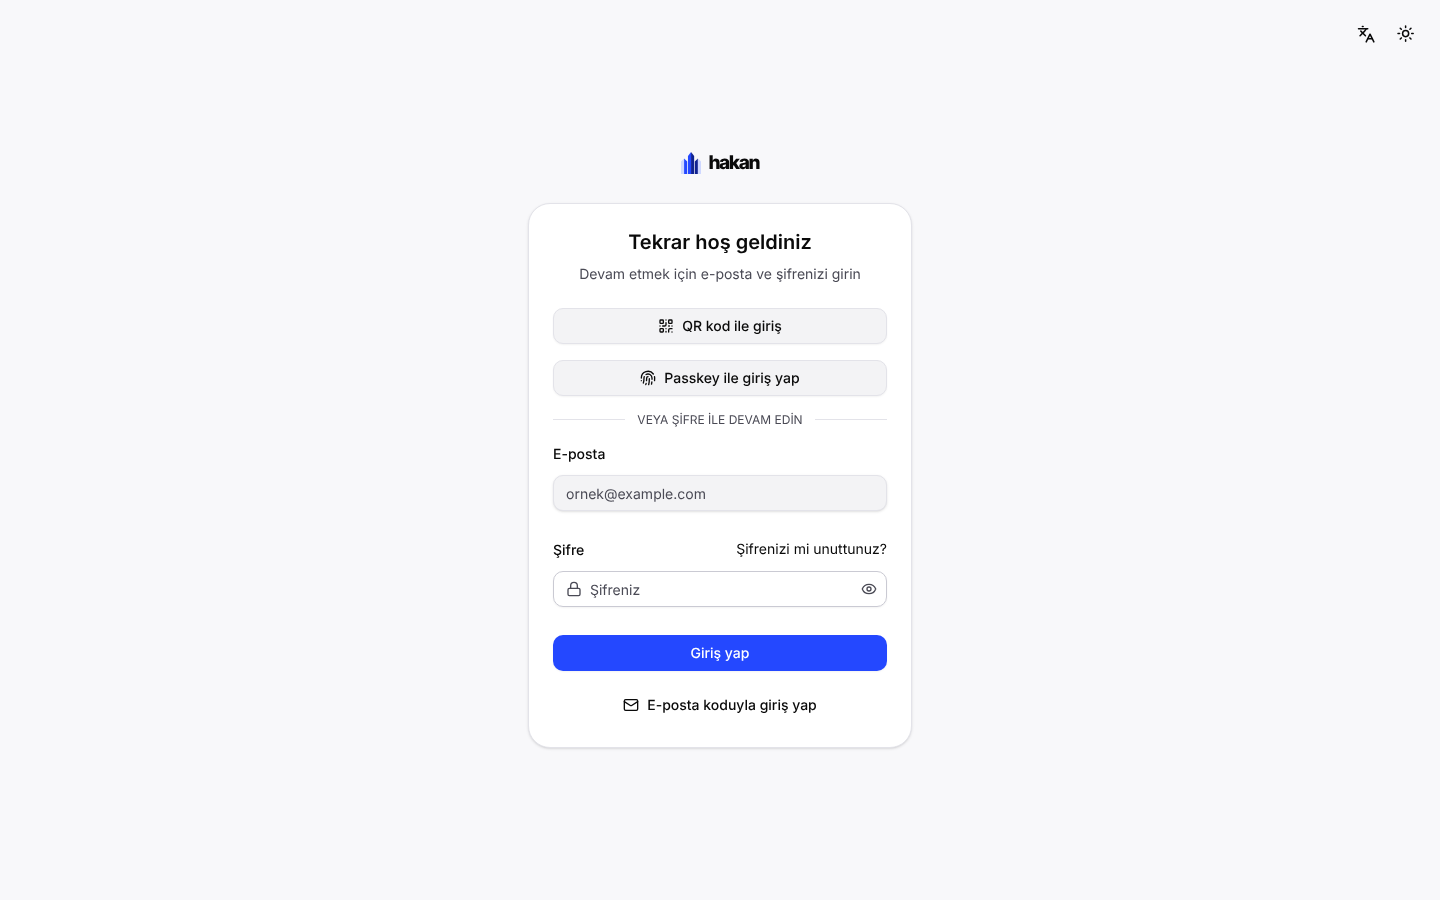 hakan
Tekrar hoş geldiniz
Devam etmek için e-posta ve şifrenizi girin
QR kod ile giriş
Passkey ile giriş yap
VEYA ŞİFRE İLE DEVAM EDİN
E-posta
ornek@example.com
Şifre
Şifrenizi mi unuttunuz?
Şifreniz
Giriş yap
E-posta koduyla giriş yap